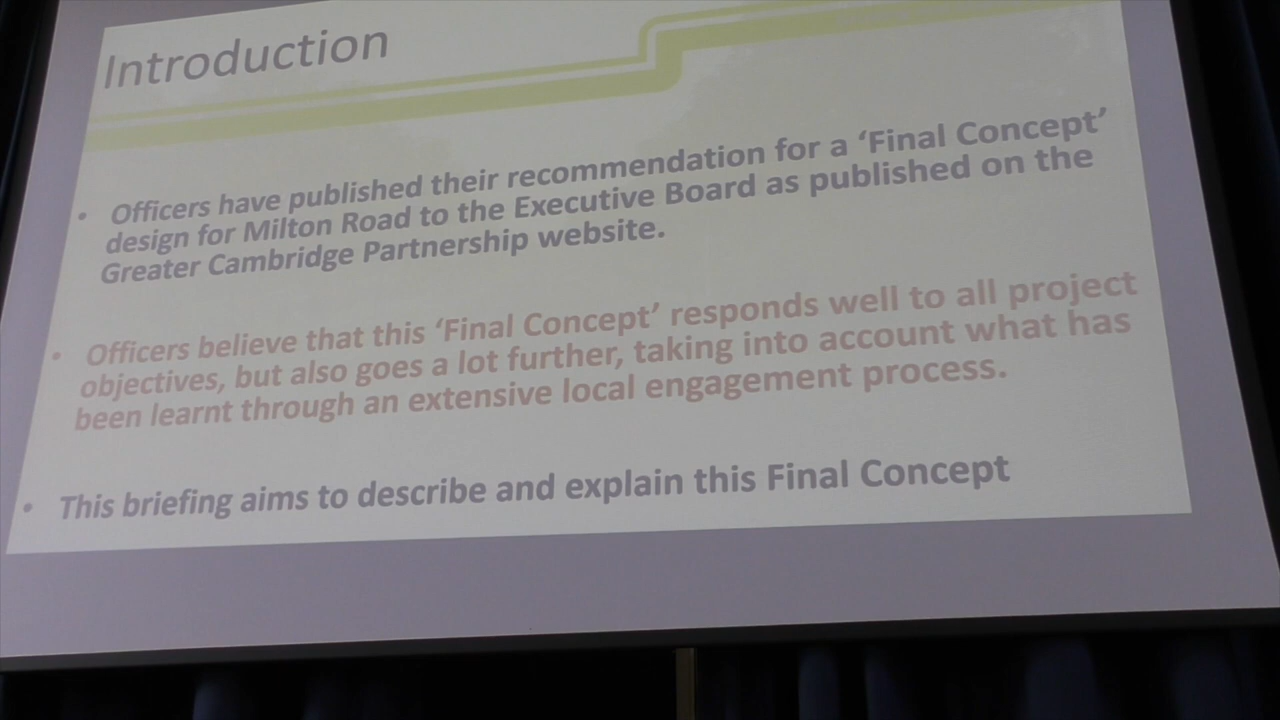 Introduction
• Officers have published their recommendation for a ‘Final Concept’
design for Milton Road to the Executive Board as published on the
Greater Cambridge Partnership website.
• Officers believe that this ‘Final Concept’ responds well to all project
objectives, but also goes a lot further, taking into account what has
been learnt through an extensive local engagement process.
• This briefing aims to describe and explain this Final Concept